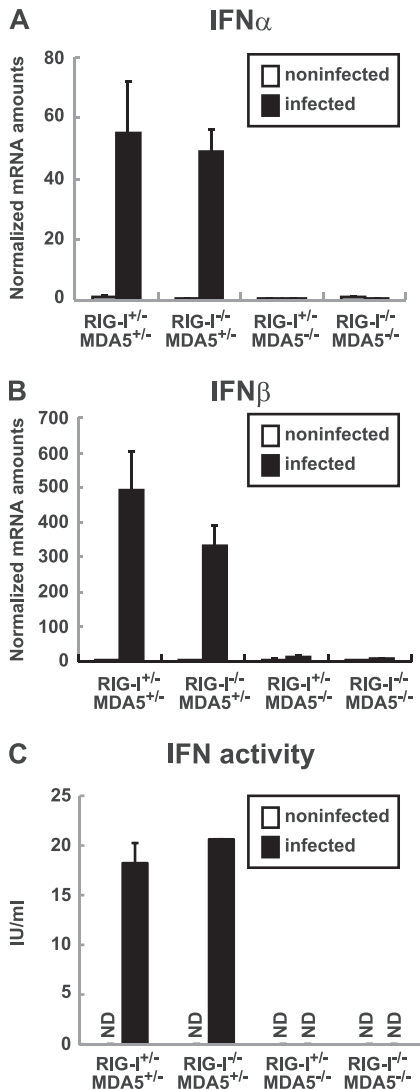 A
IFNα
Normalized mRNA amounts
80
60
40
20
0
noninfected
infected
RIG-I+/- RIG-I-/- RIG-I+/- RIG-I-/-
MDA5+/- MDA5+/- MDA5-/- MDA5-/-
B
IFNβ
Normalized mRNA amounts
700
600
500
400
300
200
100
0
noninfected
infected
RIG-I+/- RIG-I-/- RIG-I+/- RIG-I-/-
MDA5+/- MDA5+/- MDA5-/- MDA5-/-
C
IFN activity
IU/ml
25
20
15
10
5
0
noninfected
infected
ND ND ND ND ND ND
RIG-I+/- RIG-I-/- RIG-I+/- RIG-I-/-
MDA5+/- MDA5+/- MDA5-/- MDA5-/-